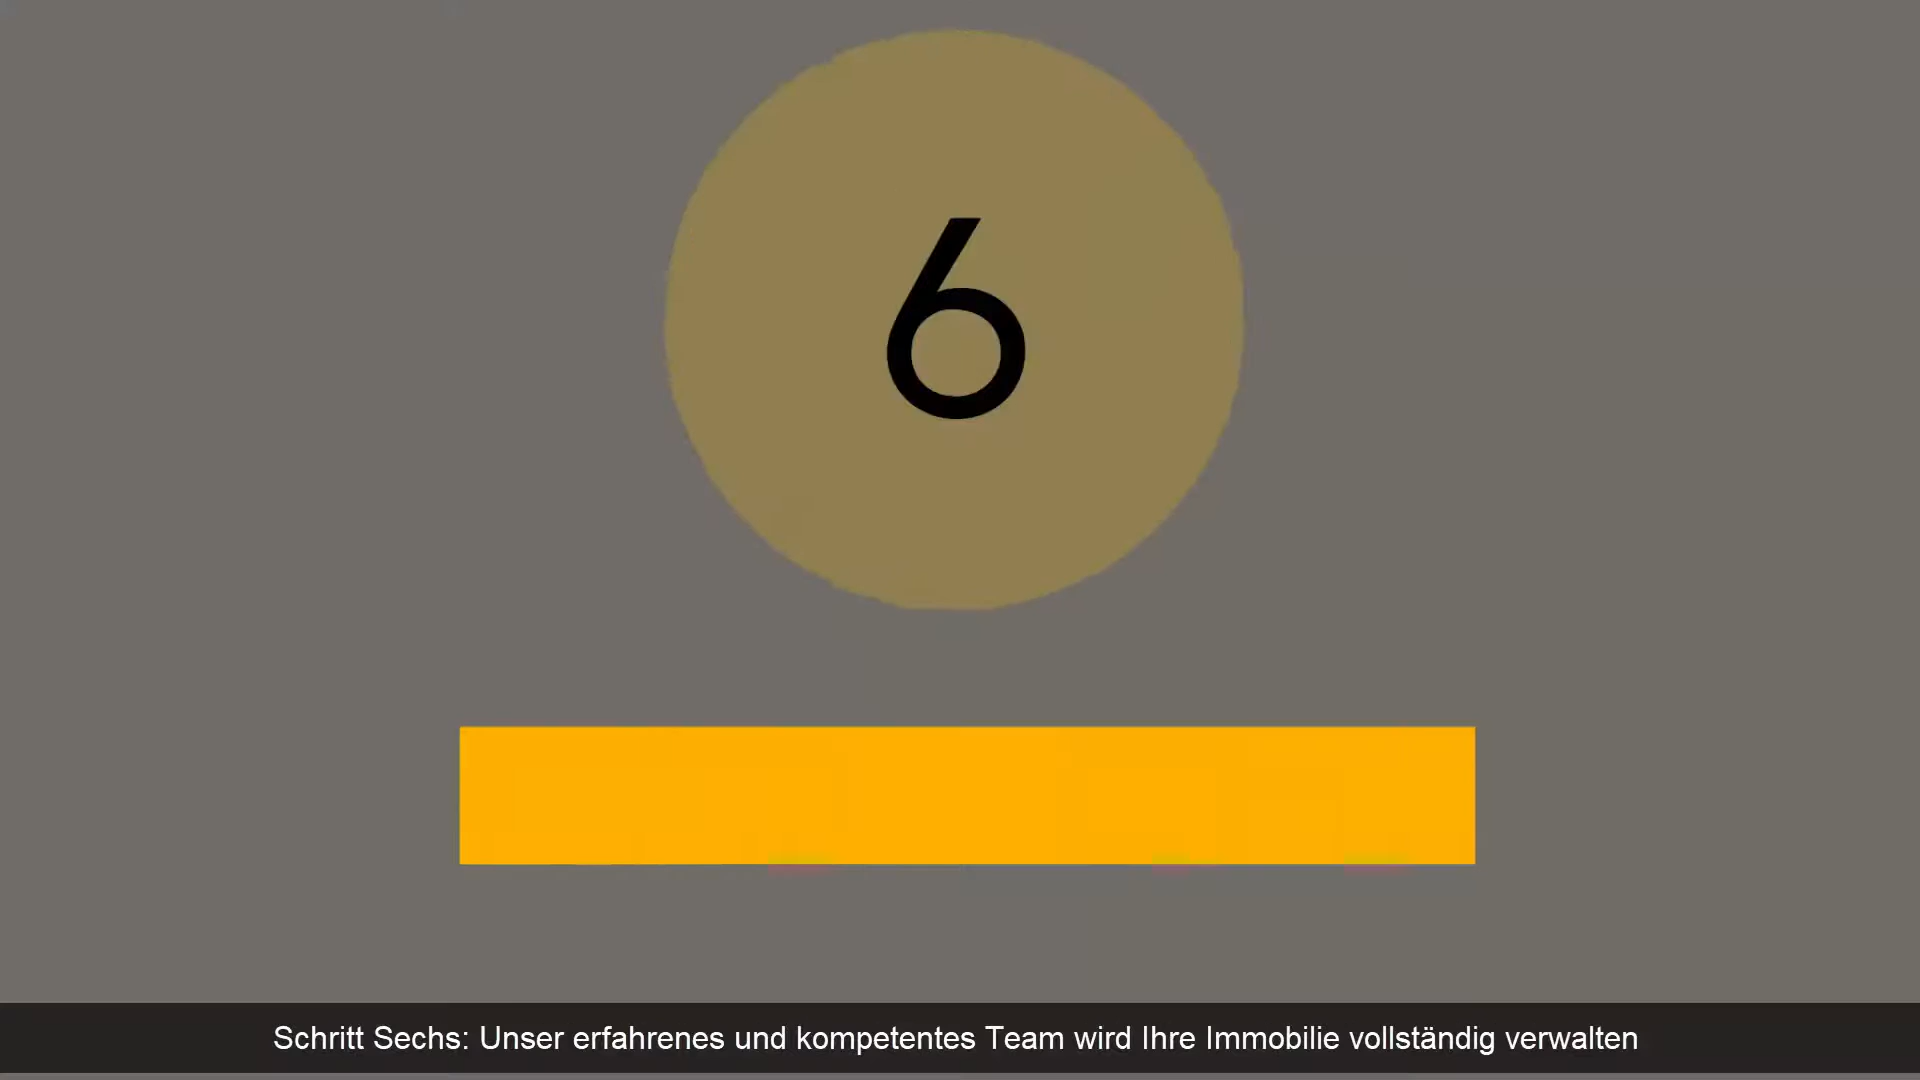 6
Schritt Sechs: Unser erfahrenes und kompetentes Team wird Ihre Immobilie vollständig verwalten